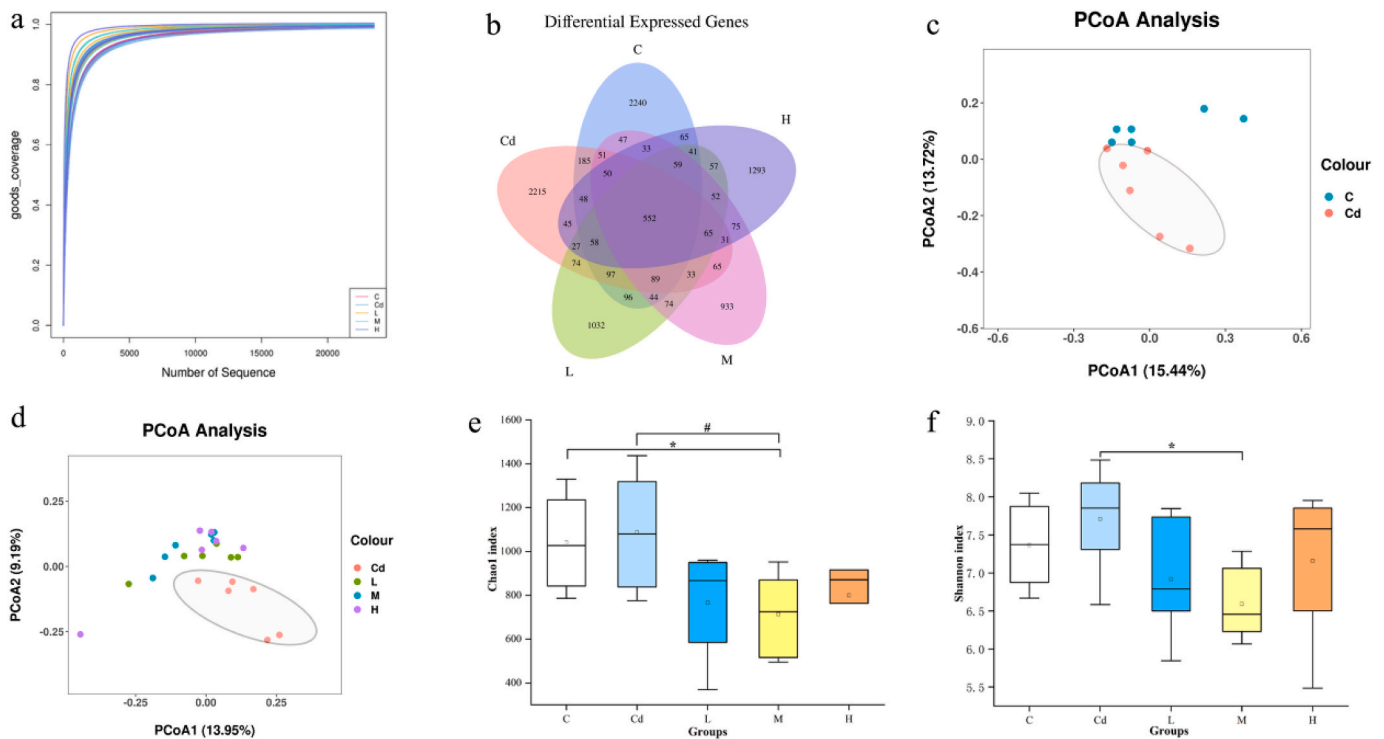 a
1.0
0.8
0.6
0.4
0.2
0.0
goods_coverage
0
5000
10000
15000
20000
Number of Sequence
C
Cd
L
M
H
b
Differential Expressed Genes
C
2240
H
47
65
33
41
Cd
51
185
59
57
1293
50
2215
48
52
552
45
75
65
31
58
27
74
65
97
89
33
96
44
74
933
1032
M
L
c
PCoA Analysis
0.2
0.0
-0.2
-0.4
-0.6
PCoA2 (13.72%)
-0.3
0.0
0.3
0.6
PCoA1 (15.44%)
Colour
C
Cd
d
PCoA Analysis
0.25
0.00
-0.25
PCoA2 (9.19%)
-0.25
0.00
0.25
PCoA1 (13.95%)
Colour
Cd
L
M
H
e
1600
1400
1200
1000
800
600
400
Chao1 index
#
*
C
Cd
L
M
H
Groups
f
9.0
8.5
8.0
7.5
7.0
6.5
6.0
5.5
Shannon index
*
C
Cd
L
M
H
Groups